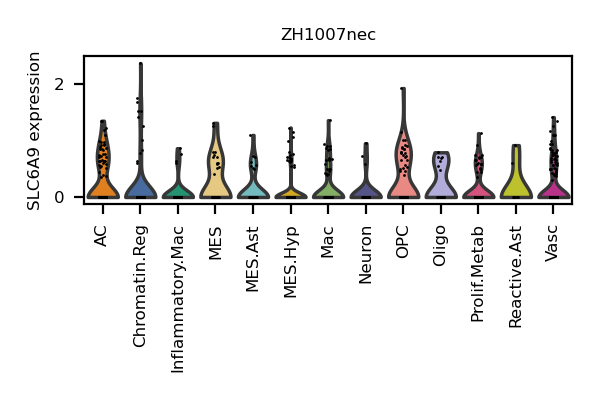 ZH1007nec
SLC6A9 expression
2
0
AC
Chromatin.Reg
Inflammatory.Mac
MES
MES.Ast
MES.Hyp
Mac
Neuron
OPC
Oligo
Prolif.Metab
Reactive.Ast
Vasc